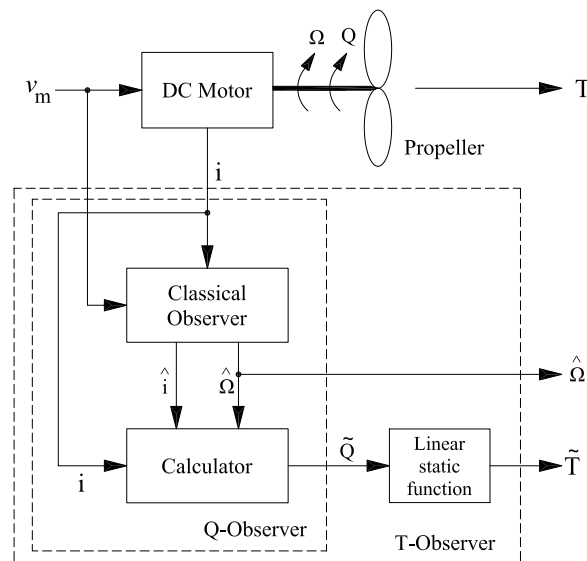 Ω Q
v_m
DC Motor
T
Propeller
i
Classical
Observer
î
Ω̂
Ω̂
Calculator
i
Q̃
Linear
static
function
T̃
Q-Observer
T-Observer